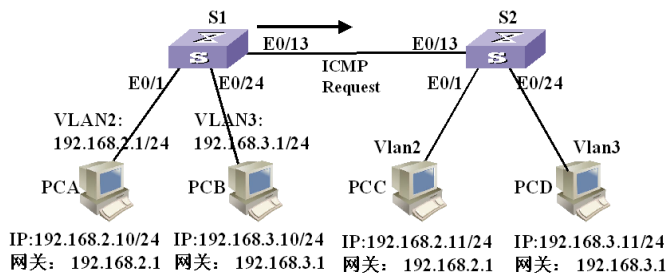 S1
S2
E0/13
E0/13
ICMP
Request
E0/1
E0/24
E0/1
E0/24
VLAN2:
192.168.2.1/24
VLAN3:
192.168.3.1/24
Vlan2
Vlan3
PCA
PCB
PCC
PCD
IP:192.168.2.10/24
网关： 192.168.2.1
IP:192.168.3.10/24
网关： 192.168.3.1
IP:192.168.2.11/24
网关： 192.168.2.1
IP:192.168.3.11/24
网关： 192.168.3.1